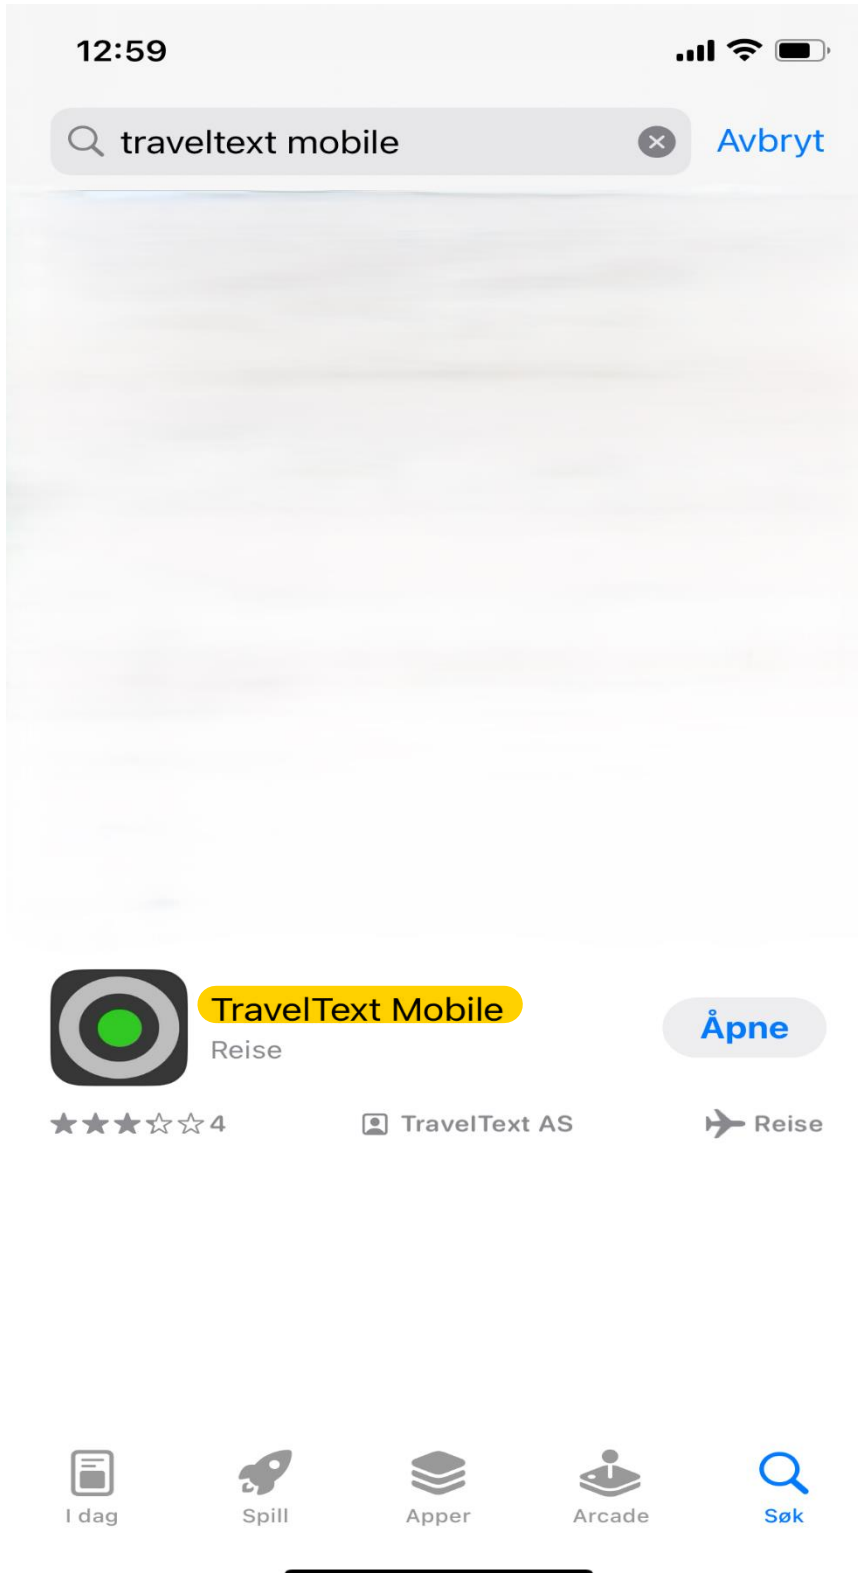 12:59
traveltext mobile
Avbryt
TravelText Mobile
Reise
Åpne
4
TravelText AS
Reise
I dag
Spill
Apper
Arcade
Søk